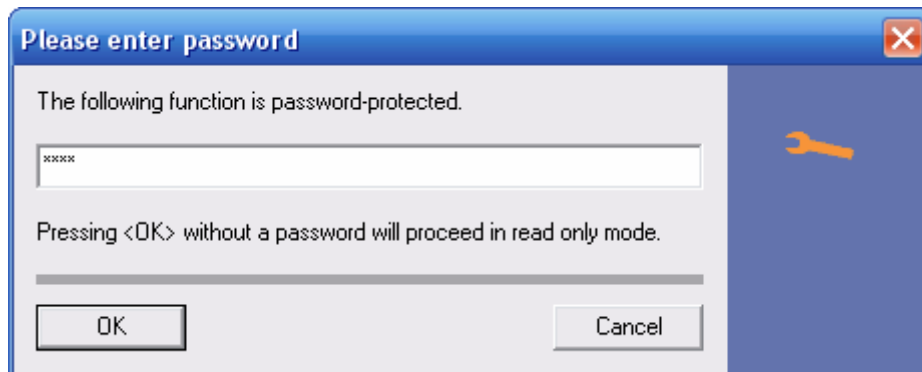 Please enter password
The following function is password-protected.
****
Pressing <OK> without a password will proceed in read only mode.
OK
Cancel